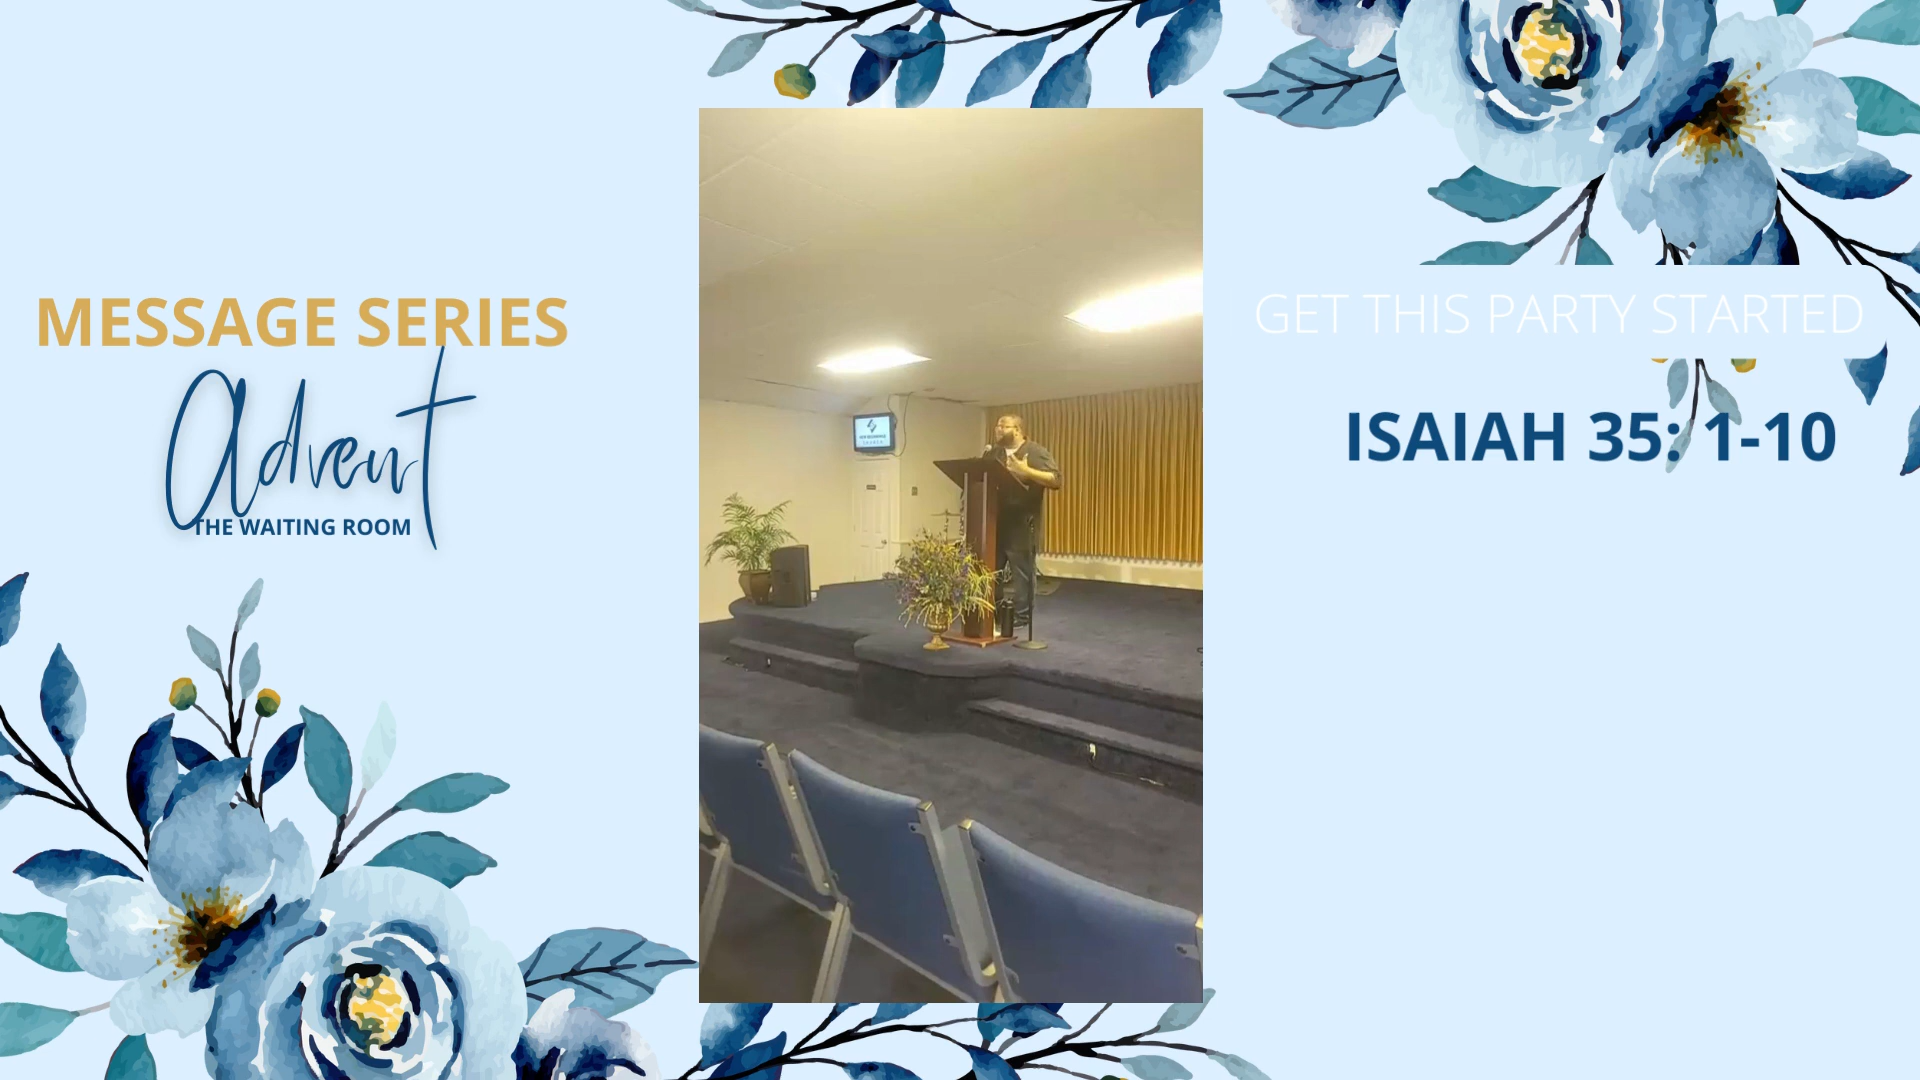 MESSAGE SERIES
advent
THE WAITING ROOM
GET THIS PARTY STARTED
ISAIAH 35: 1-10